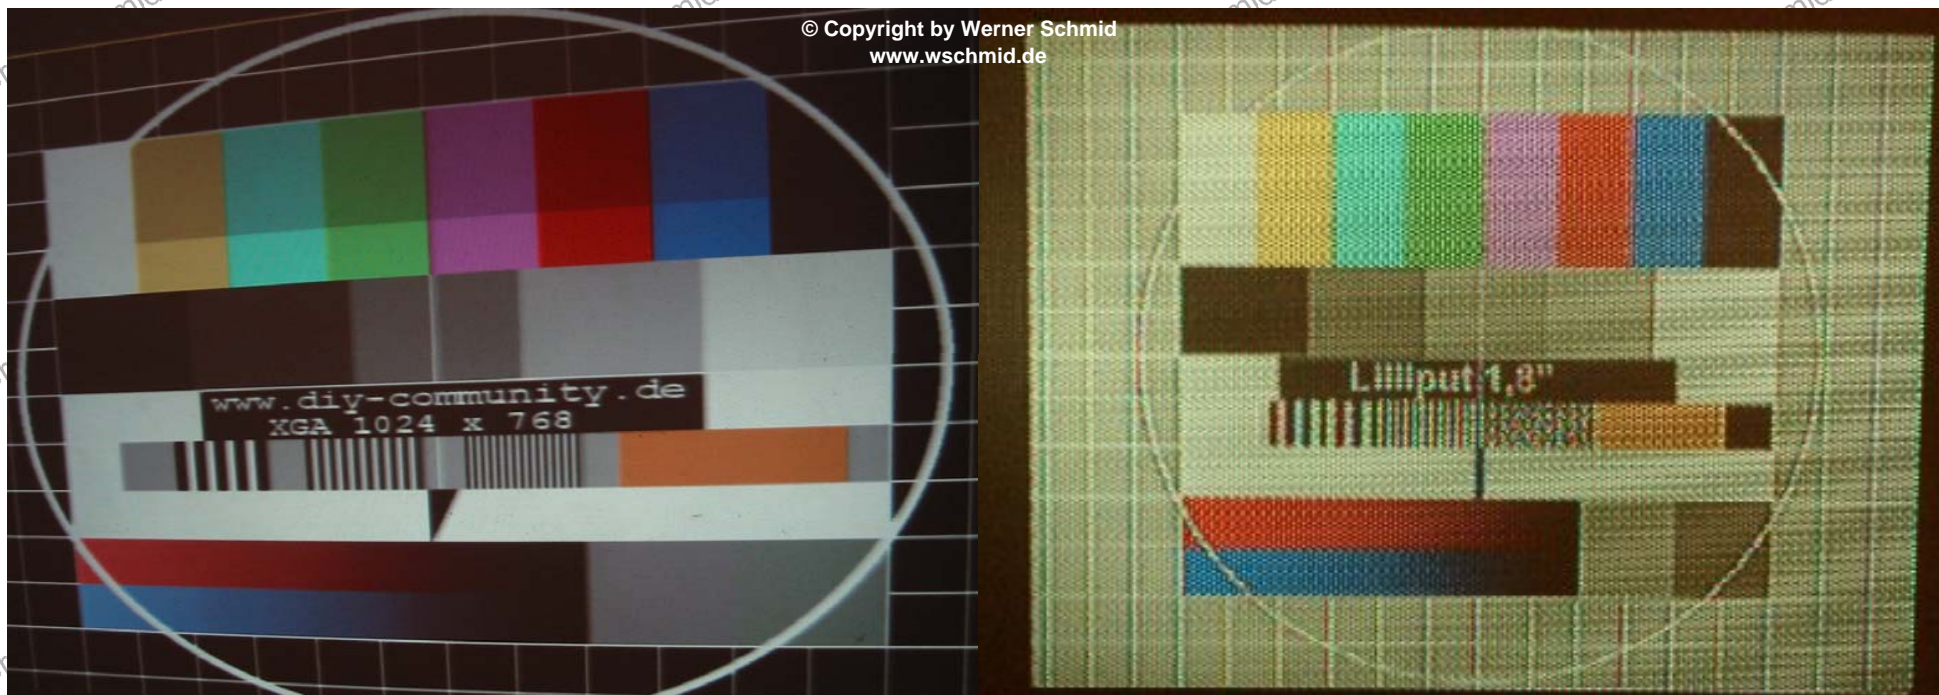 © Copyright by Werner Schmid
www.wschmid.de
www.diy-community.de
XGA 1024 x 768
Lilliput 1,8"